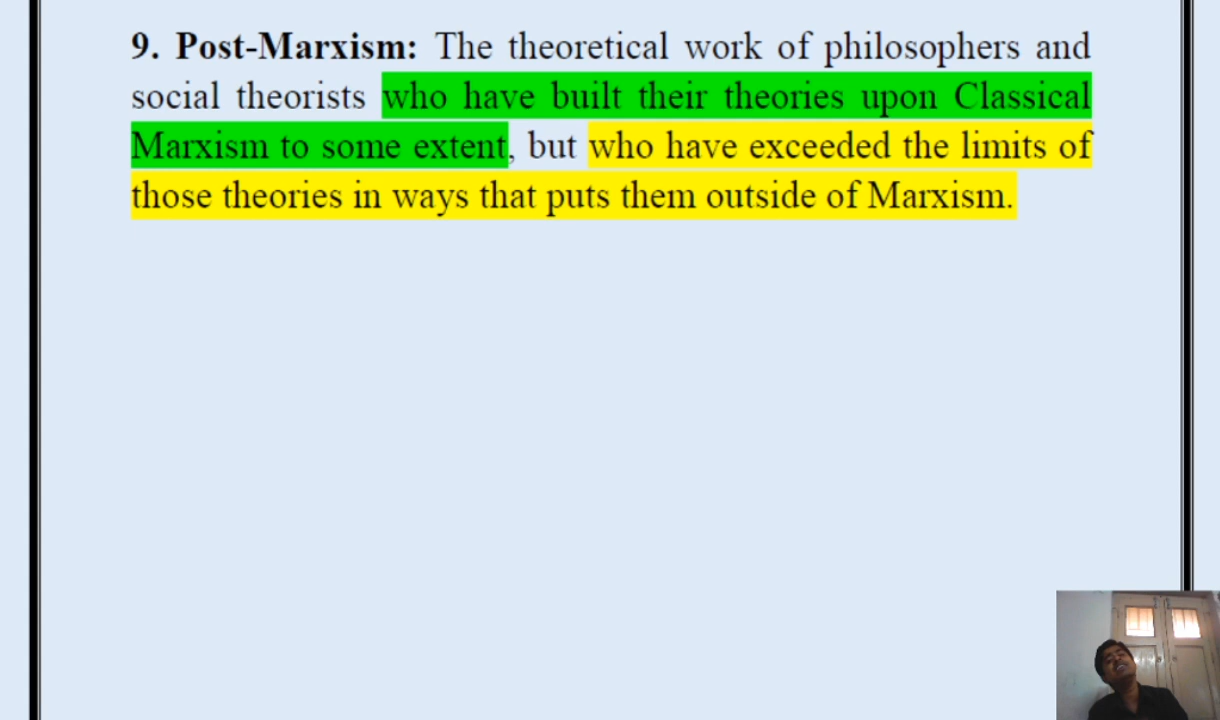 9. Post-Marxism: The theoretical work of philosophers and
social theorists who have built their theories upon Classical
Marxism to some extent, but who have exceeded the limits of
those theories in ways that puts them outside of Marxism.